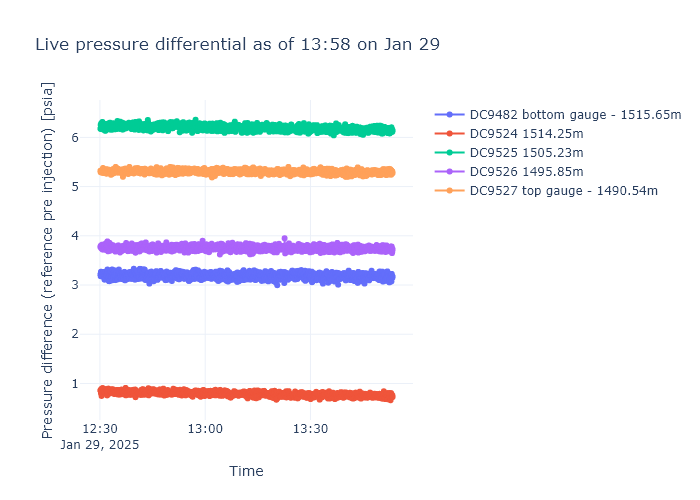 Live pressure differential as of 13:58 on Jan 29
Pressure difference (reference pre injection) [psia]
6
5
4
3
2
1
12:30
Jan 29, 2025
13:00
13:30
Time
DC9482 bottom gauge - 1515.65m
DC9524 1514.25m
DC9525 1505.23m
DC9526 1495.85m
DC9527 top gauge - 1490.54m